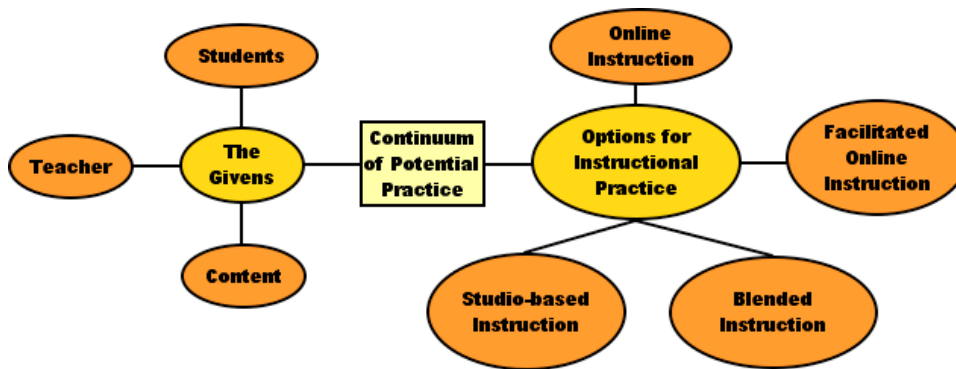 Students
Teacher
The
Givens
Content
Continuum
of Potential
Practice
Online
Instruction
Options for
Instructional
Practice
Facilitated
Online
Instruction
Studio-based
Instruction
Blended
Instruction